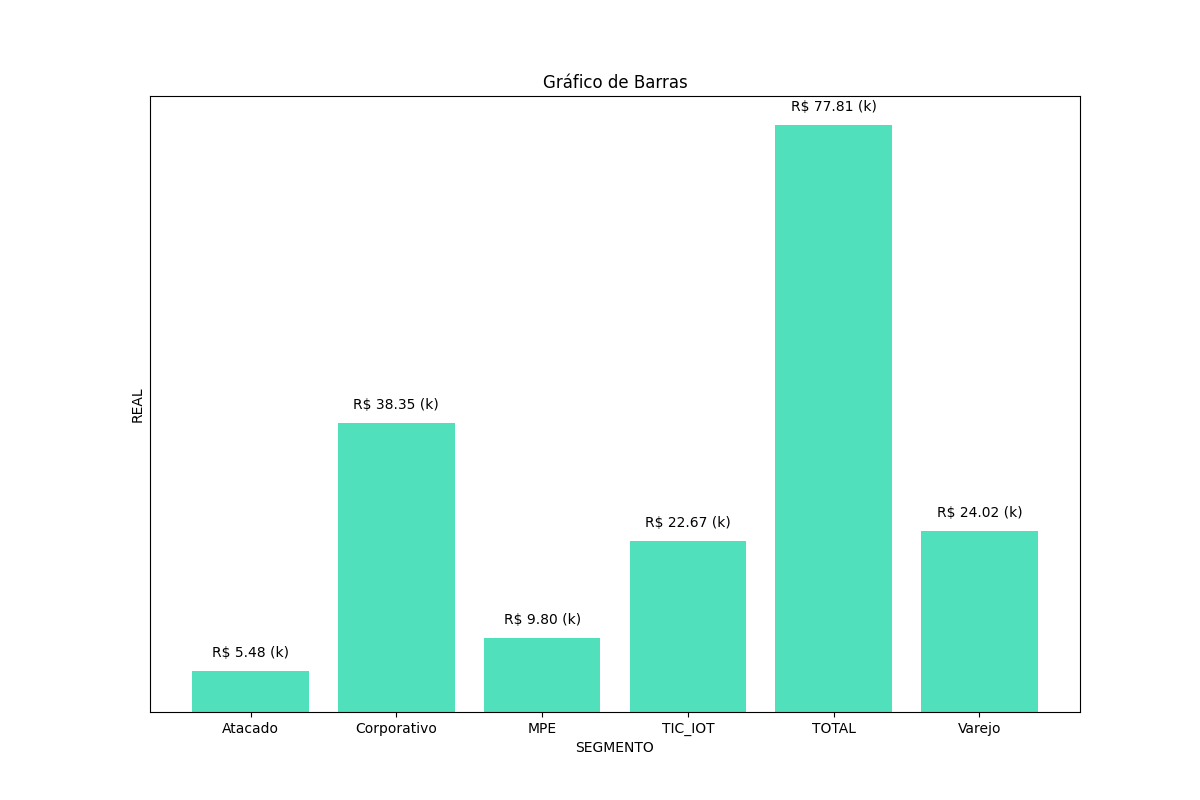 Gráfico de Barras
R$ 77.81 (k)
R$ 38.35 (k)
R$ 24.02 (k)
R$ 22.67 (k)
R$ 9.80 (k)
R$ 5.48 (k)
REAL
Atacado Corporativo MPE TIC_IOT TOTAL Varejo
SEGMENTO